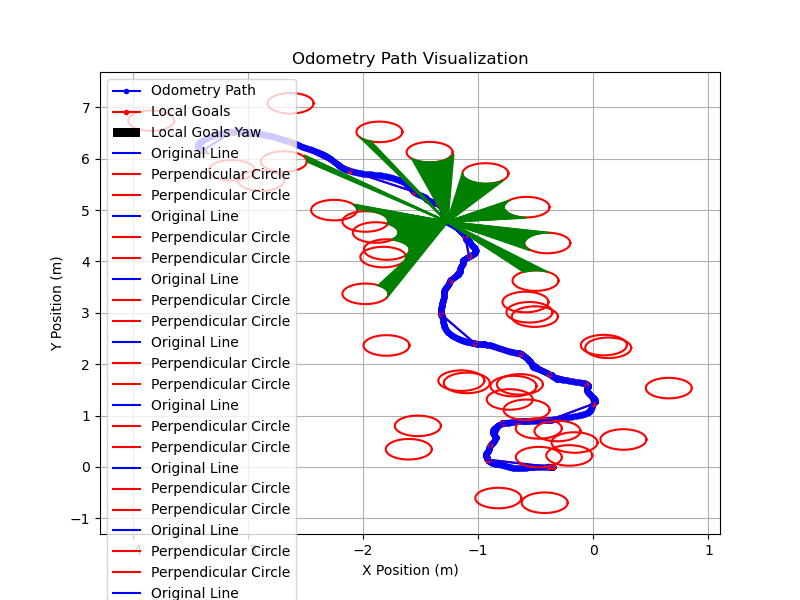 Odometry Path Visualization
Y Position (m)
7
6
5
4
3
2
1
0
−1
−2
−1
0
1
X Position (m)
Odometry Path
Local Goals
Local Goals Yaw
Original Line
Perpendicular Circle
Perpendicular Circle
Original Line
Perpendicular Circle
Perpendicular Circle
Original Line
Perpendicular Circle
Perpendicular Circle
Original Line
Perpendicular Circle
Perpendicular Circle
Original Line
Perpendicular Circle
Perpendicular Circle
Original Line
Perpendicular Circle
Perpendicular Circle
Original Line
Perpendicular Circle
Perpendicular Circle
Original Line